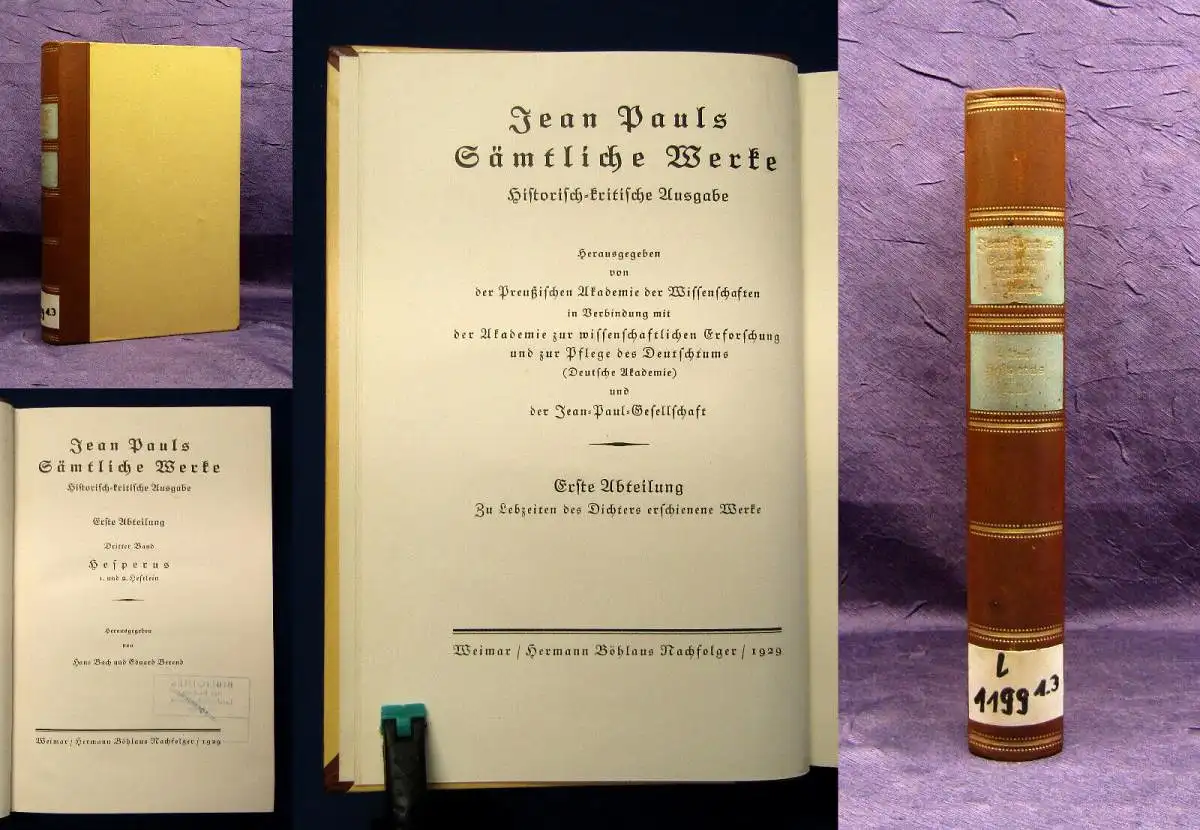 Jean Pauls
Sämtliche Werke
Historisch-kritische Ausgabe
Herausgegeben
von
der Preußischen Akademie der Wissenschaften
in Verbindung mit
der Akademie zur wissenschaftlichen Erforschung
und zur Pflege des Deutschtums
(Deutsche Akademie)
und
der Jean-Paul-Gesellschaft
Erste Abteilung
Zu Lebzeiten des Dichters erschienene Werke
Weimar / Hermann Böhlaus Nachfolger / 1929
Jean Pauls
Sämtliche Werke
Historisch-kritische Ausgabe
Erste Abteilung
Dritter Band
Hesperus
1. und 2. Heftlein
Herausgegeben
von
Hans Bach und Eduard Berend
Weimar / Hermann Böhlaus Nachfolger / 1929
Jean Pauls
Hesperus
L
1199 1.3